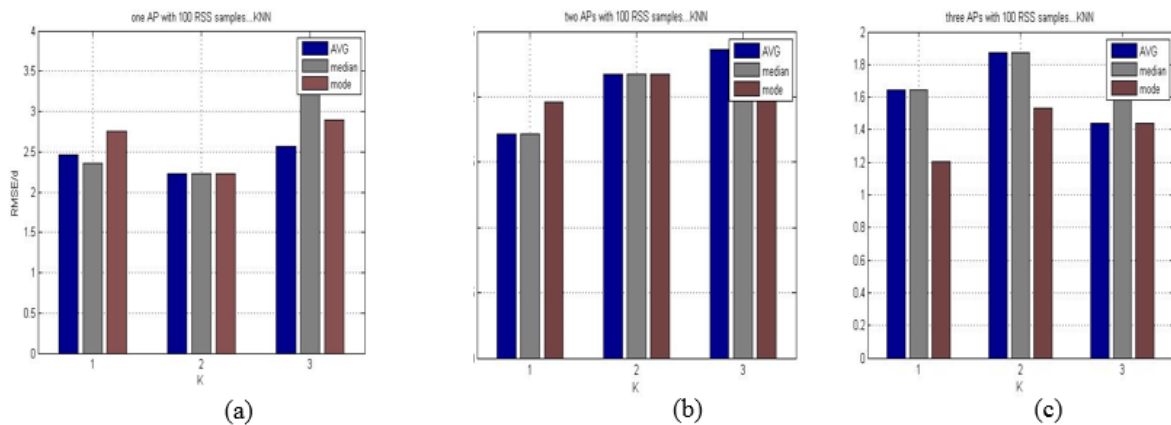 one AP with 100 RSS samples...KNN
4
3.5
3
2.5
2
1.5
1
0.5
0
RMSE/d
1
2
3
K
AVG
median
mode
(a)
two APs with 100 RSS samples...KNN
1
2
3
K
AVG
median
mode
(b)
three APs with 100 RSS samples...KNN
2
1.8
1.6
1.4
1.2
1
0.8
0.6
0.4
0.2
0
1
2
3
K
AVG
median
mode
(c)